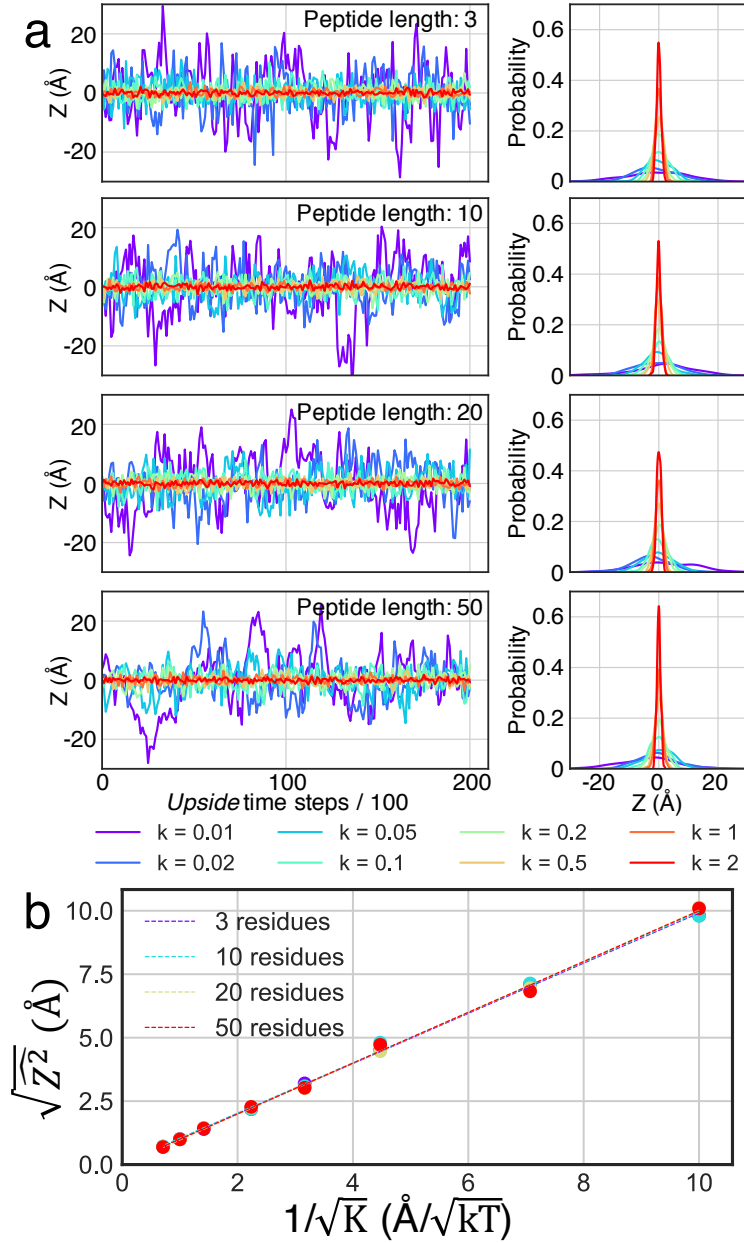 a
Peptide length: 3
20
0
-20
Z (Å)
0.6
0.4
0.2
0
Probability
Peptide length: 10
20
0
-20
Z (Å)
0.6
0.4
0.2
0
Probability
Peptide length: 20
20
0
-20
Z (Å)
0.6
0.4
0.2
0
Probability
Peptide length: 50
20
0
-20
Z (Å)
0 100 200
Upside time steps / 100
0.6
0.4
0.2
0
Probability
-20 0 20
Z (Å)
k = 0.01 k = 0.05 k = 0.2 k = 1
k = 0.02 k = 0.1 k = 0.5 k = 2
b
3 residues
10 residues
20 residues
50 residues
10.0
7.5
5.0
2.5
0.0
√Ẑ² (Å)
0 2 4 6 8 10
1/√K (Å/√kT)